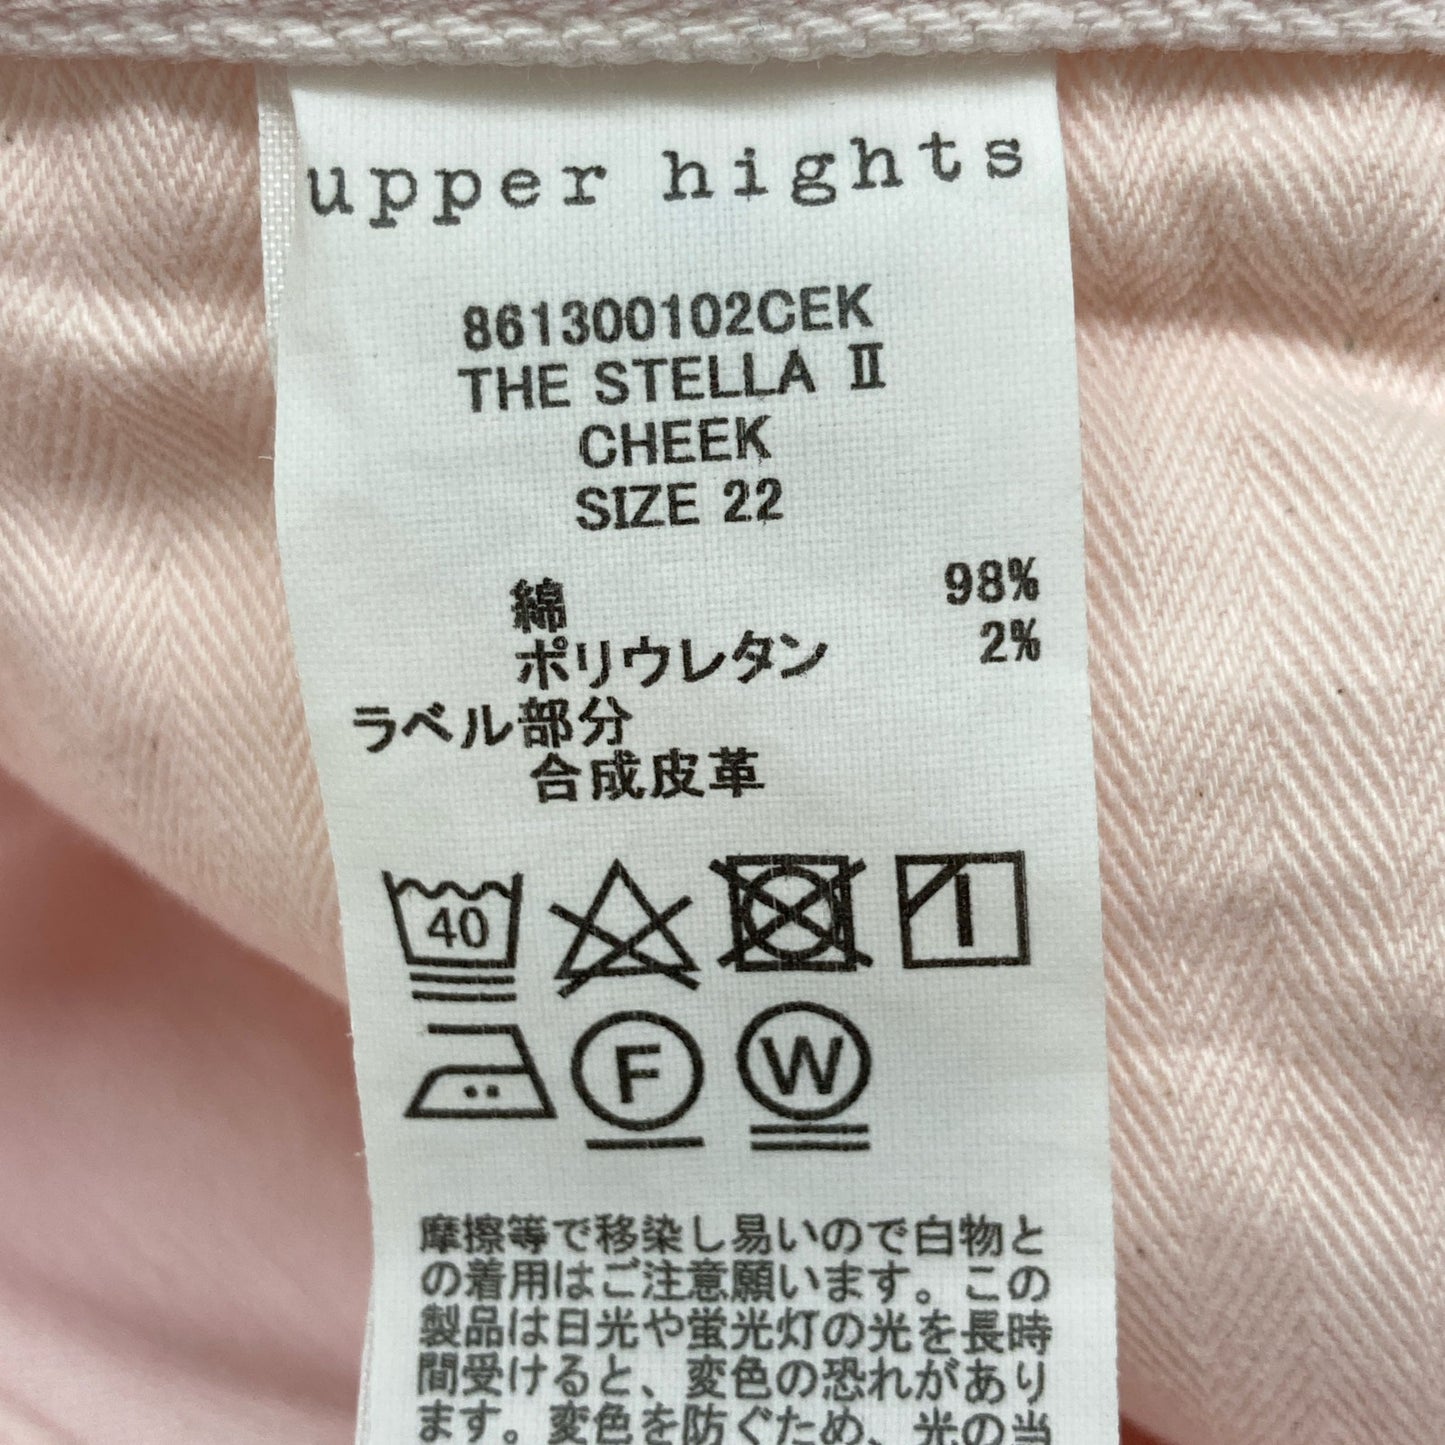 upper hights
861300102CEK
THE STELLA Ⅱ
CHEEK
SIZE 22
綿 98%
ポリウレタン 2%
ラベル部分
合成皮革
40
F W
摩擦等で移染し易いので白物と
の着用はご注意願います。この
製品は日光や蛍光灯の光を長時
間受けると、変色の恐れがあり
ます。変色を防ぐため、光の当